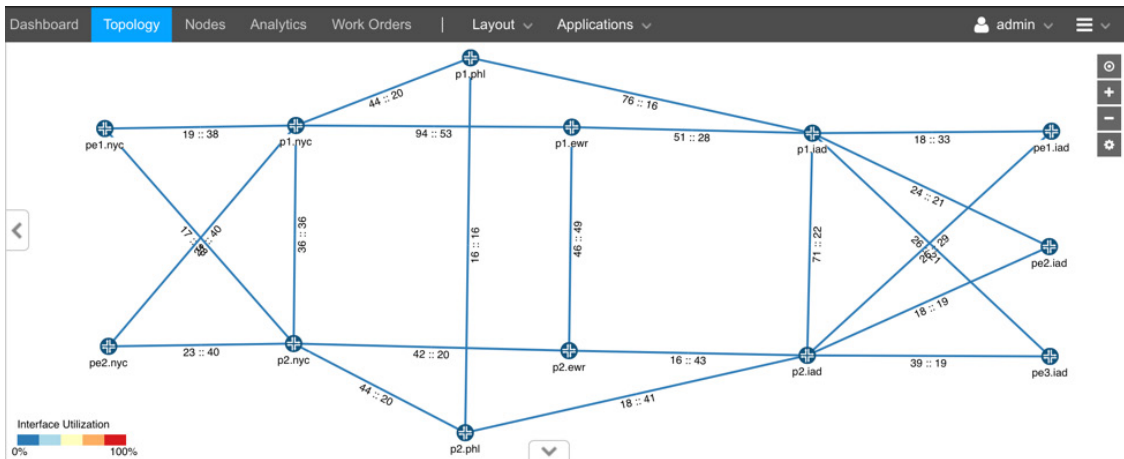 Dashboard Topology Nodes Analytics Work Orders | Layout Applications admin
p1.phl
44 :: 20
76 :: 16
pe1.nyc
19 :: 38
p1.nyc
94 :: 53
p1.ewr
51 :: 28
p1.iad
18 :: 33
pe1.iad
24 :: 21
36 :: 36
16 :: 16
46 :: 49
71 :: 22
pe2.iad
18 :: 19
pe2.nyc
23 :: 40
p2.nyc
42 :: 20
p2.ewr
16 :: 43
p2.iad
39 :: 19
pe3.iad
44 :: 20
18 :: 41
p2.phl
Interface Utilization
0% 100%